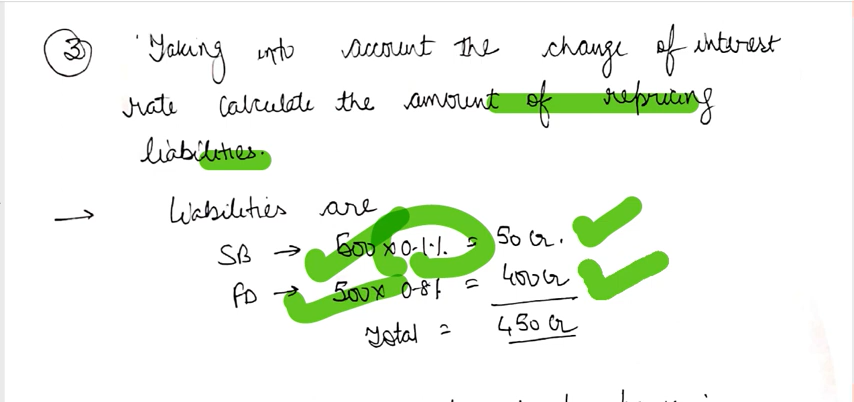 ③ 'Taking into account the change of interest
rate calculate the amount of repricing
liabilities.
→ Liabilities are
SB → 500 × 0.1% = 50 Cr.
FD → 500 × 0.8% = 400 Cr
Total = 450 Cr